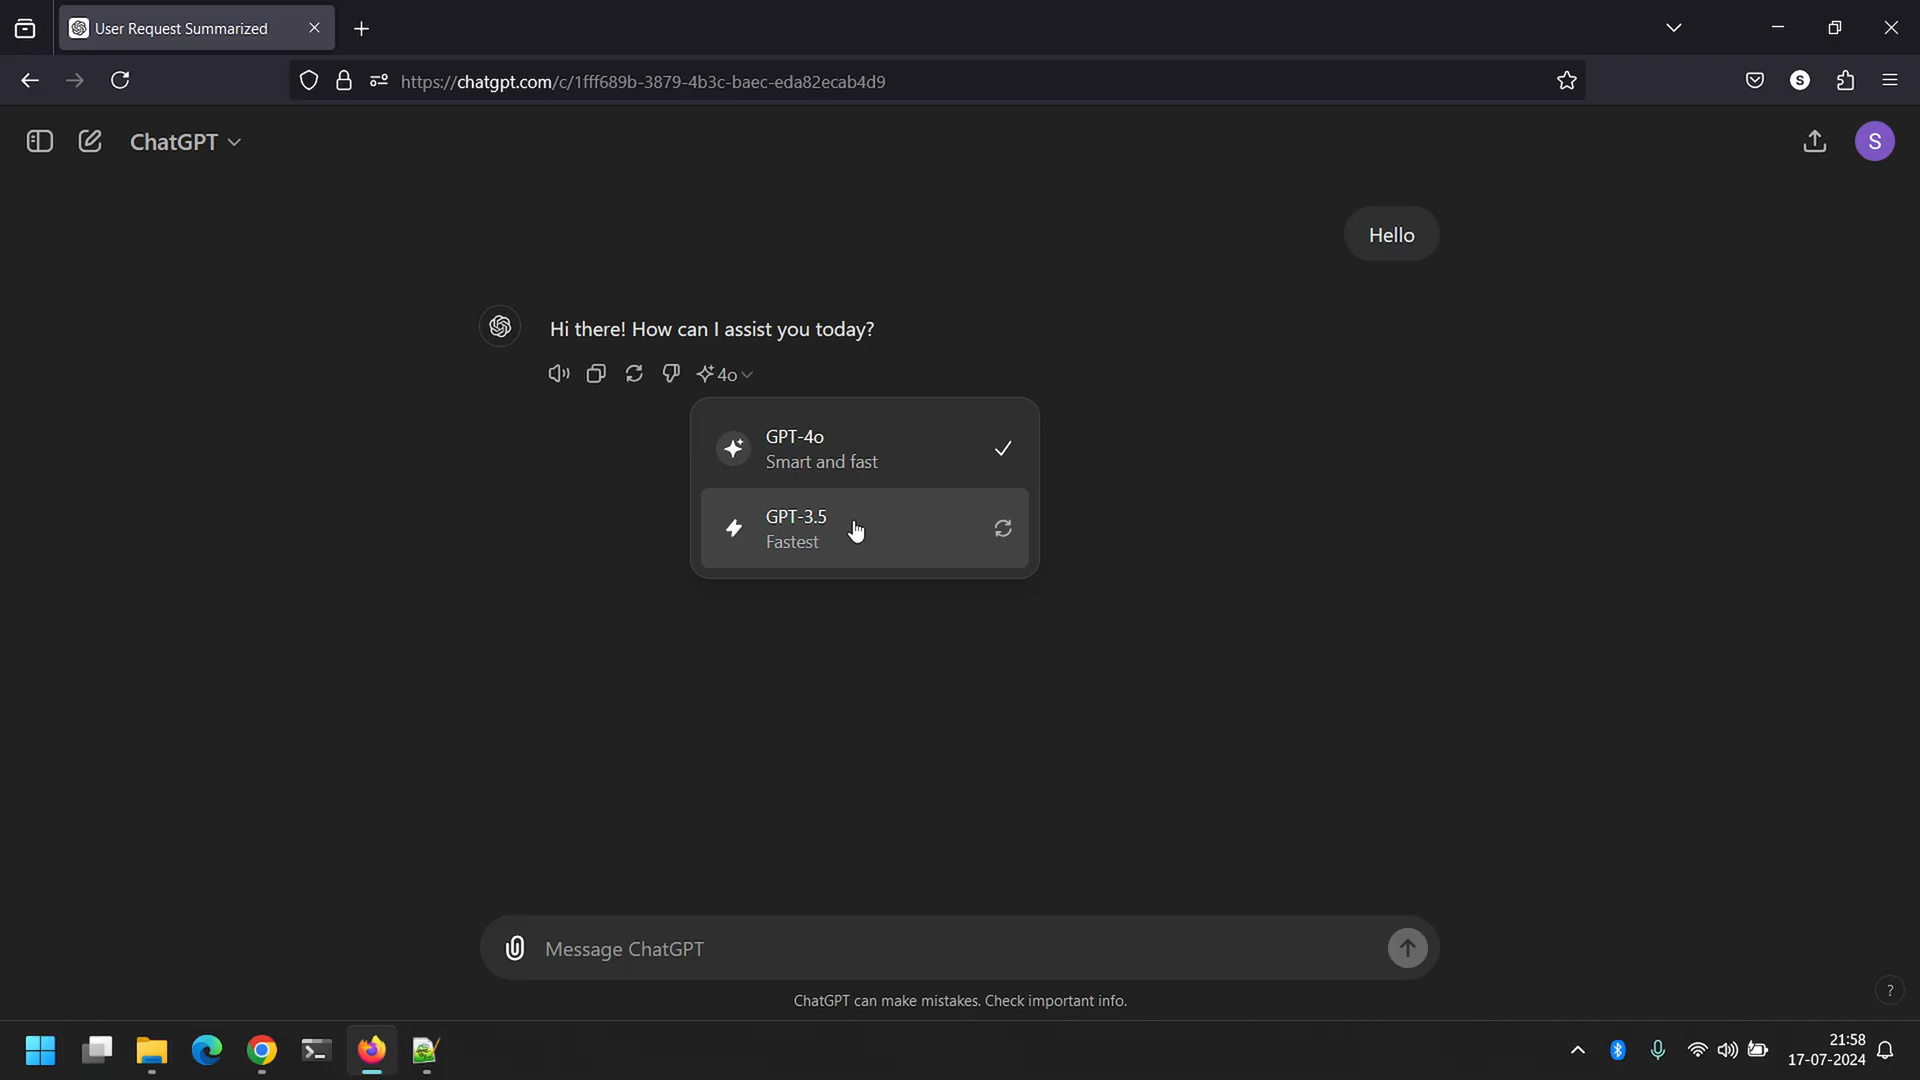 User Request Summarized
https://chatgpt.com/c/1fff689b-3879-4b3c-baec-eda82ecab4d9
S
ChatGPT
S
Hello
Hi there! How can I assist you today?
4o
GPT-4o
Smart and fast
GPT-3.5
Fastest
Message ChatGPT
ChatGPT can make mistakes. Check important info.
?
21:58
17-07-2024